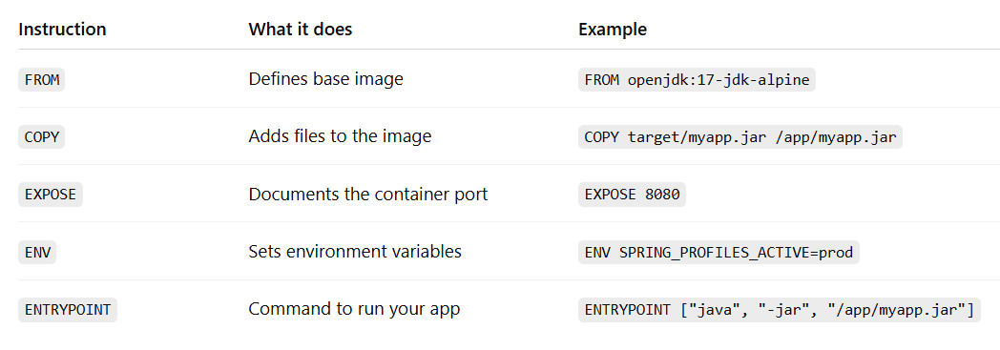 Instruction What it does Example
FROM Defines base image FROM openjdk:17-jdk-alpine
COPY Adds files to the image COPY target/myapp.jar /app/myapp.jar
EXPOSE Documents the container port EXPOSE 8080
ENV Sets environment variables ENV SPRING_PROFILES_ACTIVE=prod
ENTRYPOINT Command to run your app ENTRYPOINT ["java", "-jar", "/app/myapp.jar"]